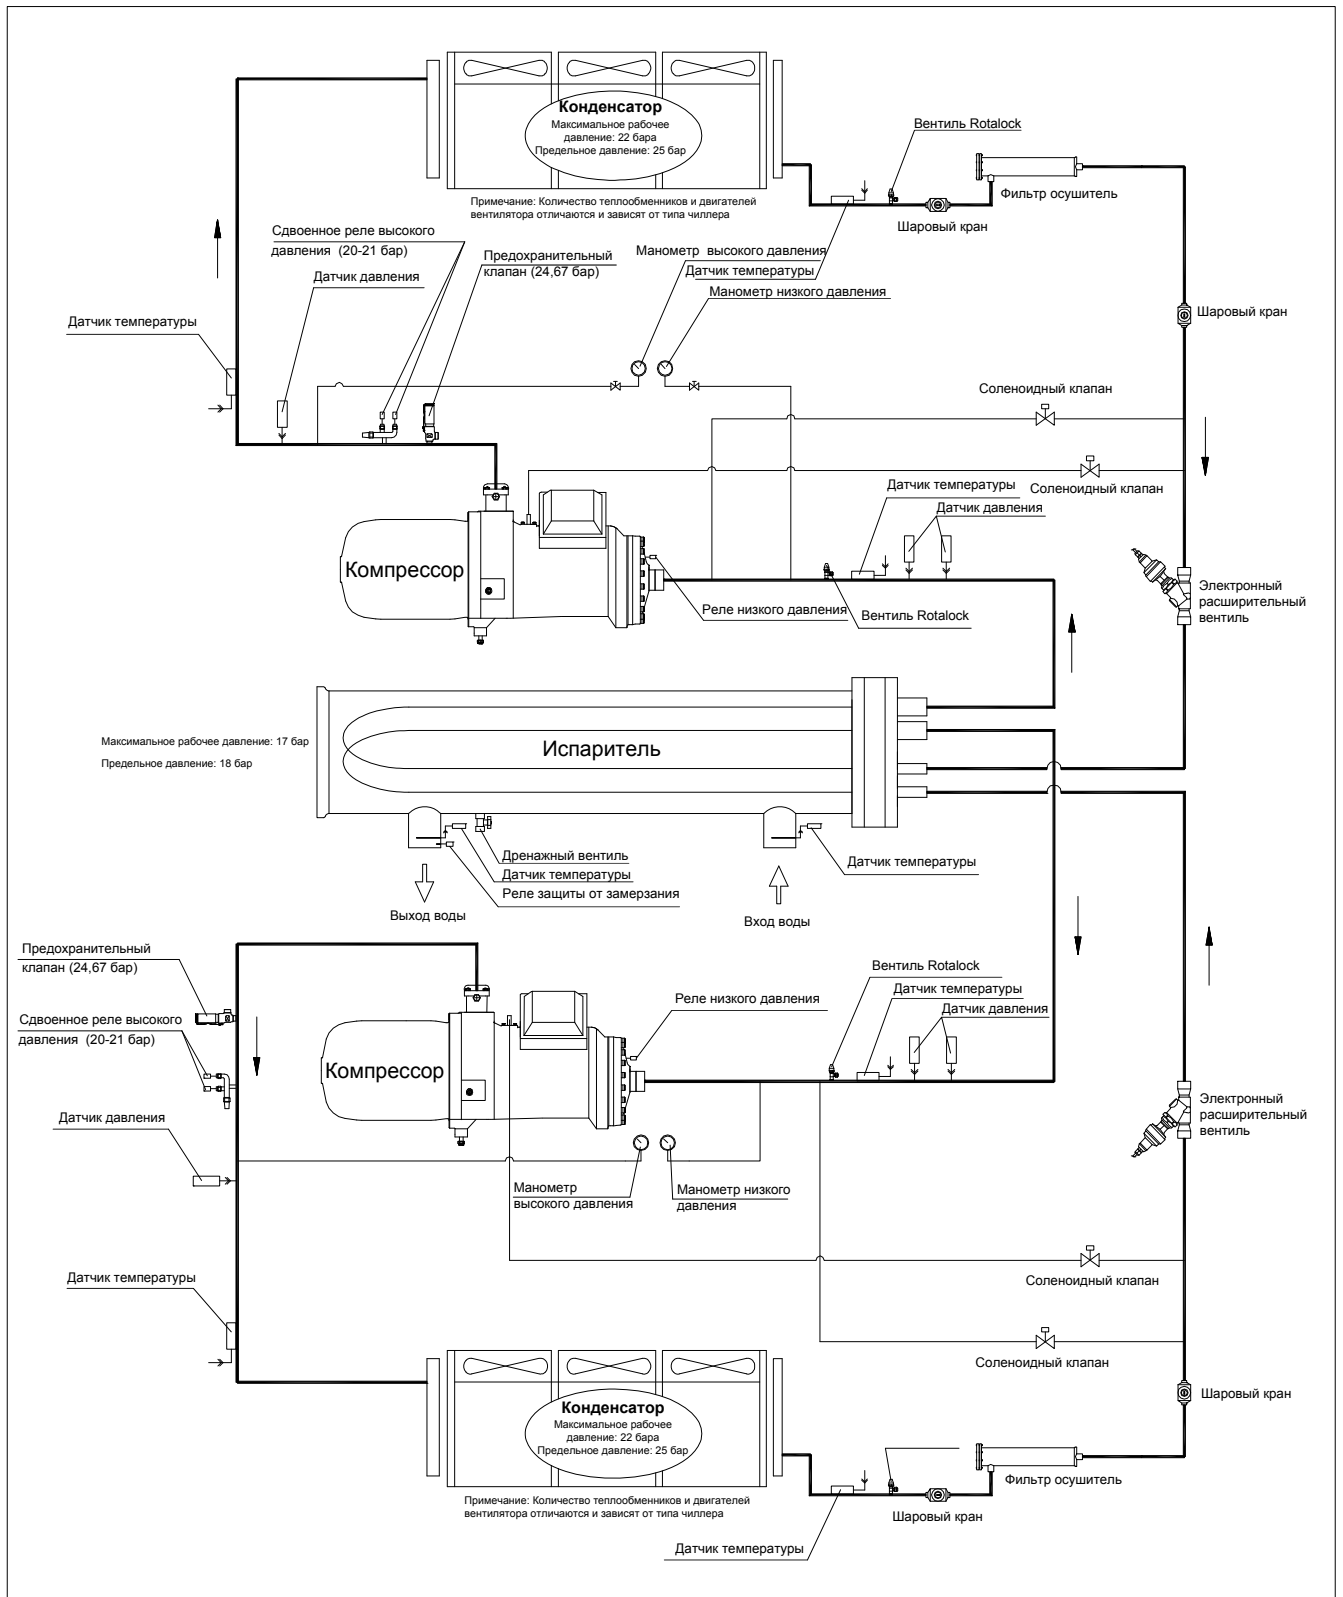 Конденсатор
Максимальное рабочее
давление: 22 бара
Предельное давление: 25 бар
Вентиль Rotalock
Фильтр осушитель
Примечание: Количество теплообменников и двигателей
вентилятора отличаются и зависят от типа чиллера
Шаровый кран
Сдвоенное реле высокого
давления (20-21 бар)
Предохранительный
клапан (24,67 бар)
Манометр высокого давления
Датчик температуры
Датчик давления
Манометр низкого давления
Шаровый кран
Датчик температуры
Соленоидный клапан
Соленоидный клапан
Датчик температуры
Датчик давления
Компрессор
Электронный
расширительный
вентиль
Реле низкого давления
Вентиль Rotalock
Максимальное рабочее давление: 17 бар
Предельное давление: 18 бар
Испаритель
Дренажный вентиль
Датчик температуры
Реле защиты от замерзания
Датчик температуры
Выход воды
Вход воды
Предохранительный
клапан (24,67 бар)
Вентиль Rotalock
Датчик температуры
Датчик давления
Реле низкого давления
Сдвоенное реле высокого
давления (20-21 бар)
Компрессор
Электронный
расширительный
вентиль
Датчик давления
Манометр
высокого давления
Манометр низкого
давления
Датчик температуры
Соленоидный клапан
Соленоидный клапан
Шаровый кран
Конденсатор
Максимальное рабочее
давление: 22 бара
Предельное давление: 25 бар
Фильтр осушитель
Примечание: Количество теплообменников и двигателей
вентилятора отличаются и зависят от типа чиллера
Шаровый кран
Датчик температуры